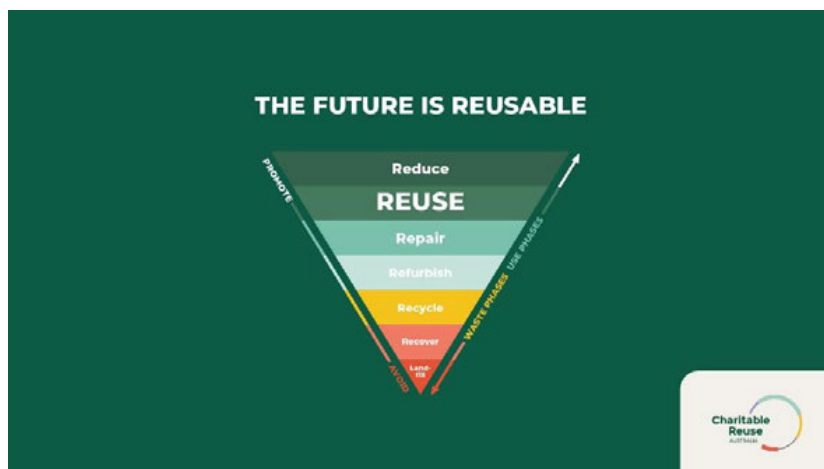 THE FUTURE IS REUSABLE
PROMOTE
Reduce
REUSE
Repair
Refurbish
Recycle
Recover
Land-
fill
AVOID
USE PHASES
WASTE PHASES
Charitable
Reuse
AUSTRALIA